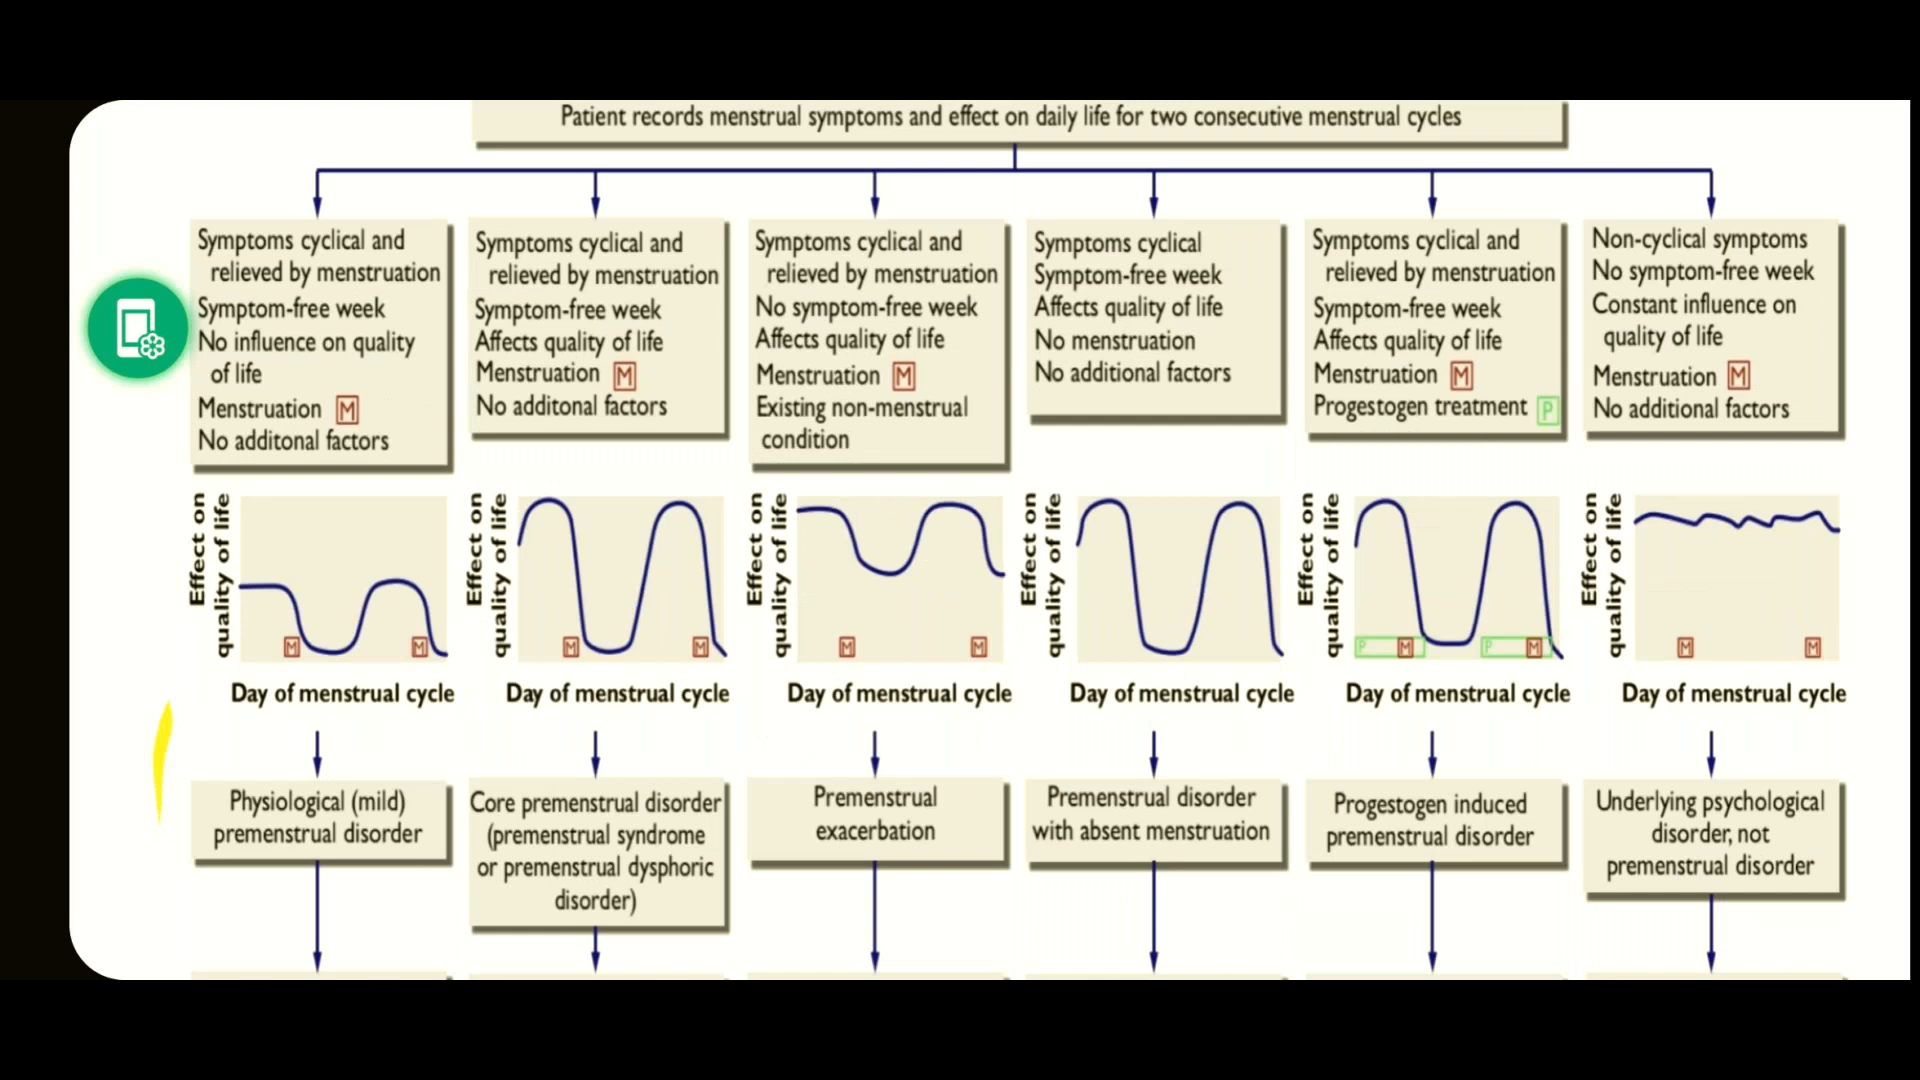 Patient records menstrual symptoms and effect on daily life for two consecutive menstrual cycles
Symptoms cyclical and
relieved by menstruation
Symptom-free week
No influence on quality
of life
Menstruation M
No additonal factors
Symptoms cyclical and
relieved by menstruation
Symptom-free week
Affects quality of life
Menstruation M
No additonal factors
Symptoms cyclical and
relieved by menstruation
No symptom-free week
Affects quality of life
Menstruation M
Existing non-menstrual
condition
Symptoms cyclical
Symptom-free week
Affects quality of life
No menstruation
No additional factors
Symptoms cyclical and
relieved by menstruation
Symptom-free week
Affects quality of life
Menstruation M
Progestogen treatment P
Non-cyclical symptoms
No symptom-free week
Constant influence on
quality of life
Menstruation M
No additional factors
Effect on
quality of life
M M
Day of menstrual cycle
Effect on
quality of life
M M
Day of menstrual cycle
Effect on
quality of life
M M
Day of menstrual cycle
Effect on
quality of life
Day of menstrual cycle
Effect on
quality of life
P M P M
Day of menstrual cycle
Effect on
quality of life
M M
Day of menstrual cycle
Physiological (mild)
premenstrual disorder
Core premenstrual disorder
(premenstrual syndrome
or premenstrual dysphoric
disorder)
Premenstrual
exacerbation
Premenstrual disorder
with absent menstruation
Progestogen induced
premenstrual disorder
Underlying psychological
disorder, not
premenstrual disorder